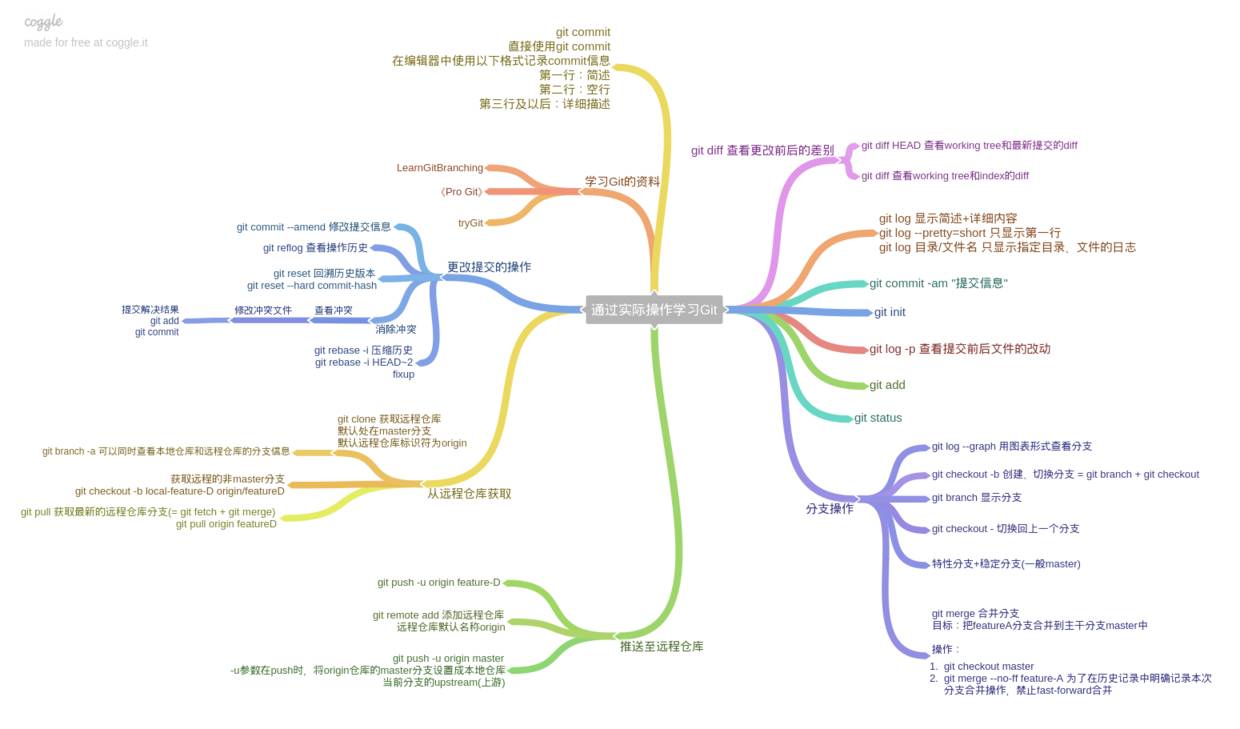 coggle
made for free at coggle.it
git commit
直接使用git commit
在编辑器中使用以下格式记录commit信息
第一行：简述
第二行：空行
第三行及以后：详细描述
学习Git的资料
LearnGitBranching
《Pro Git》
tryGit
更改提交的操作
git commit --amend 修改提交信息
git reflog 查看操作历史
git reset 回溯历史版本
git reset --hard commit-hash
消除冲突
查看冲突
修改冲突文件
提交解决结果
git add
git commit
git rebase -i 压缩历史
git rebase -i HEAD~2
fixup
通过实际操作学习Git
从远程仓库获取
git clone 获取远程仓库
默认处在master分支
默认远程仓库标识符为origin
git branch -a 可以同时查看本地仓库和远程仓库的分支信息
获取远程的非master分支
git checkout -b local-feature-D origin/featureD
git pull 获取最新的远程仓库分支(= git fetch + git merge)
git pull origin featureD
推送至远程仓库
git push -u origin feature-D
git remote add 添加远程仓库
远程仓库默认名称origin
git push -u origin master
-u参数在push时，将origin仓库的master分支设置成本地仓库
当前分支的upstream(上游)
git diff 查看更改前后的差别
git diff HEAD 查看working tree和最新提交的diff
git diff 查看working tree和index的diff
git log 显示简述+详细内容
git log --pretty=short 只显示第一行
git log 目录/文件名 只显示指定目录、文件的日志
git commit -am "提交信息"
git init
git log -p 查看提交前后文件的改动
git add
git status
分支操作
git log --graph 用图表形式查看分支
git checkout -b 创建、切换分支 = git branch + git checkout
git branch 显示分支
git checkout - 切换回上一个分支
特性分支+稳定分支(一般master)
git merge 合并分支
目标：把featureA分支合并到主干分支master中
操作：
1. git checkout master
2. git merge --no-ff feature-A 为了在历史记录中明确记录本次
分支合并操作，禁止fast-forward合并